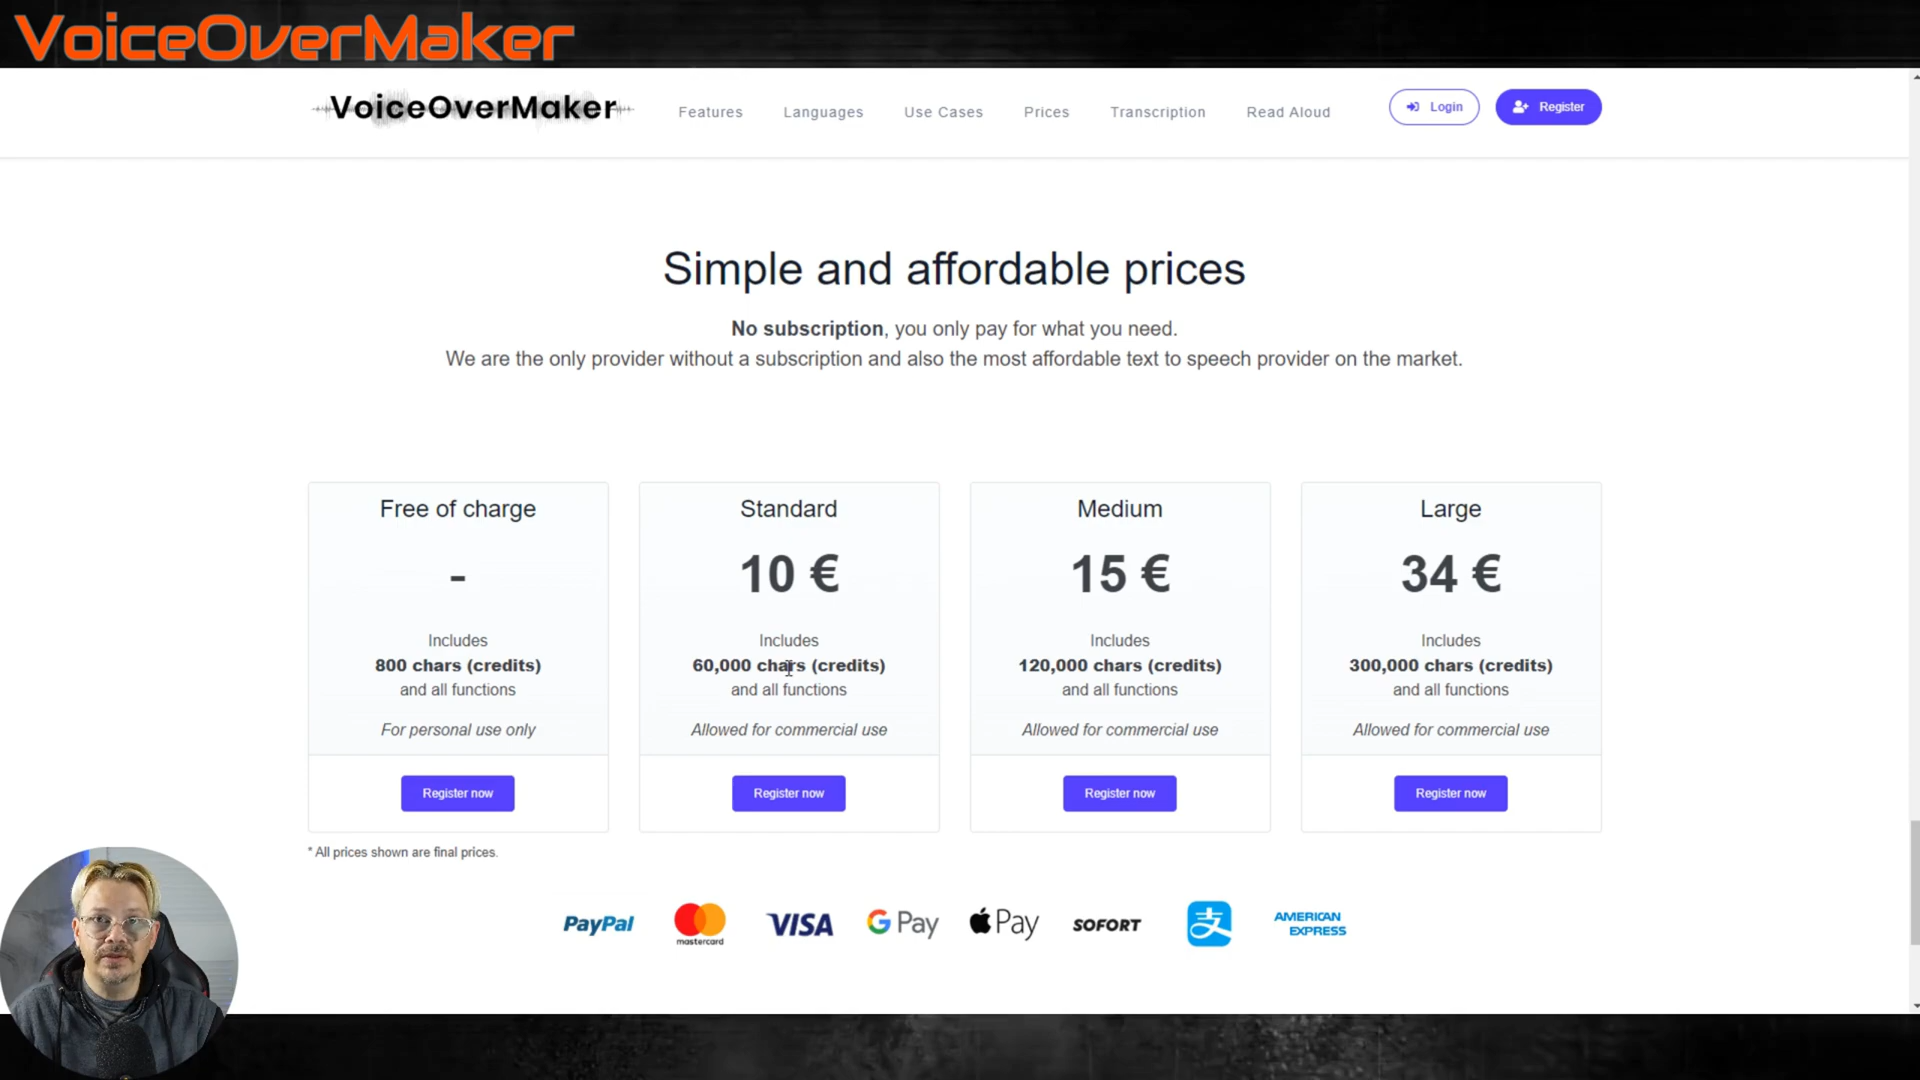 VoiceOverMaker
VoiceOverMaker
Features
Languages
Use Cases
Prices
Transcription
Read Aloud
Login
Register
Simple and affordable prices
No subscription, you only pay for what you need.
We are the only provider without a subscription and also the most affordable text to speech provider on the market.
Free of charge
-
Includes
800 chars (credits)
and all functions
For personal use only
Register now
Standard
10 €
Includes
60,000 chars (credits)
and all functions
Allowed for commercial use
Register now
Medium
15 €
Includes
120,000 chars (credits)
and all functions
Allowed for commercial use
Register now
Large
34 €
Includes
300,000 chars (credits)
and all functions
Allowed for commercial use
Register now
* All prices shown are final prices.
PayPal
mastercard
VISA
G Pay
Pay
SOFORT
支
AMERICAN
EXPRESS